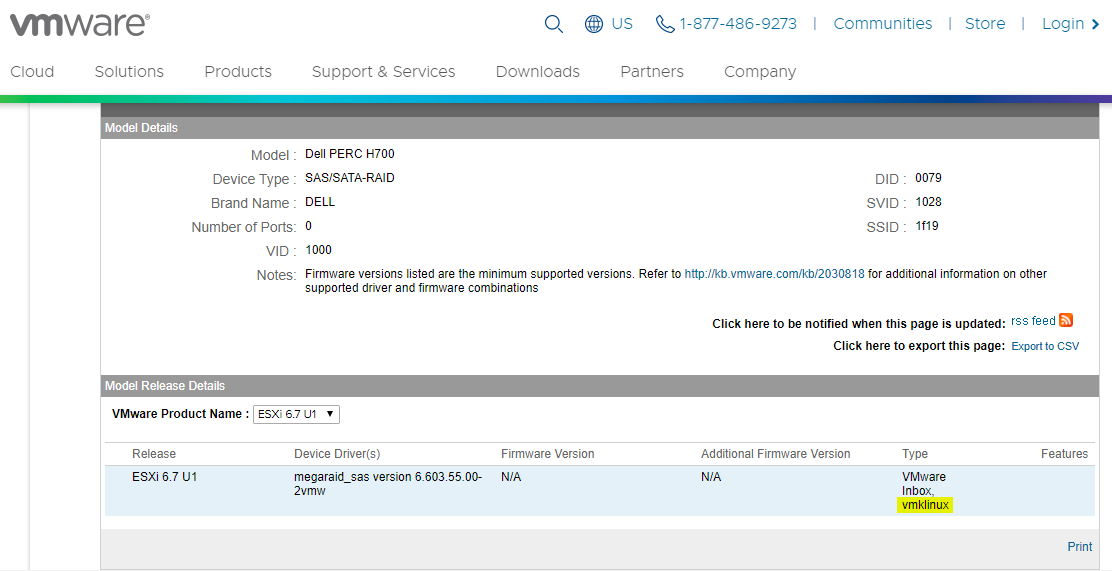 vmware®
US 1-877-486-9273 | Communities | Store | Login
Cloud Solutions Products Support & Services Downloads Partners Company
Model Details
Model : Dell PERC H700
Device Type : SAS/SATA-RAID DID : 0079
Brand Name : DELL SVID : 1028
Number of Ports: 0 SSID : 1f19
VID : 1000
Notes: Firmware versions listed are the minimum supported versions. Refer to http://kb.vmware.com/kb/2030818 for additional information on other
supported driver and firmware combinations
Click here to be notified when this page is updated: rss feed
Click here to export this page: Export to CSV
Model Release Details
VMware Product Name : ESXi 6.7 U1
Release Device Driver(s) Firmware Version Additional Firmware Version Type Features
ESXi 6.7 U1 megaraid_sas version 6.603.55.00- N/A N/A VMware
2vmw Inbox,
vmklinux
Print